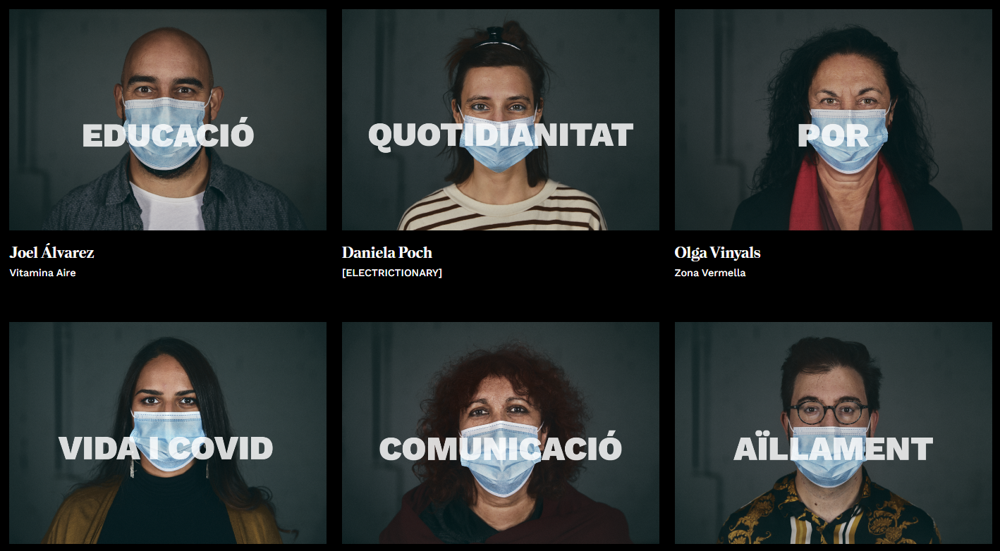 EDUCACIÓ
QUOTIDIANITAT
POR
Joel Álvarez
Vitamina Aire
Daniela Poch
[ELECTRICTIONARY]
Olga Vinyals
Zona Vermella
VIDA I COVID
COMUNICACIÓ
AÏLLAMENT